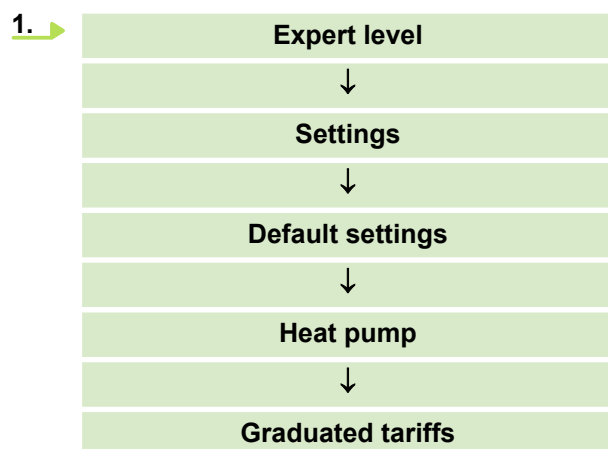 1.
Expert level
↓
Settings
↓
Default settings
↓
Heat pump
↓
Graduated tariffs